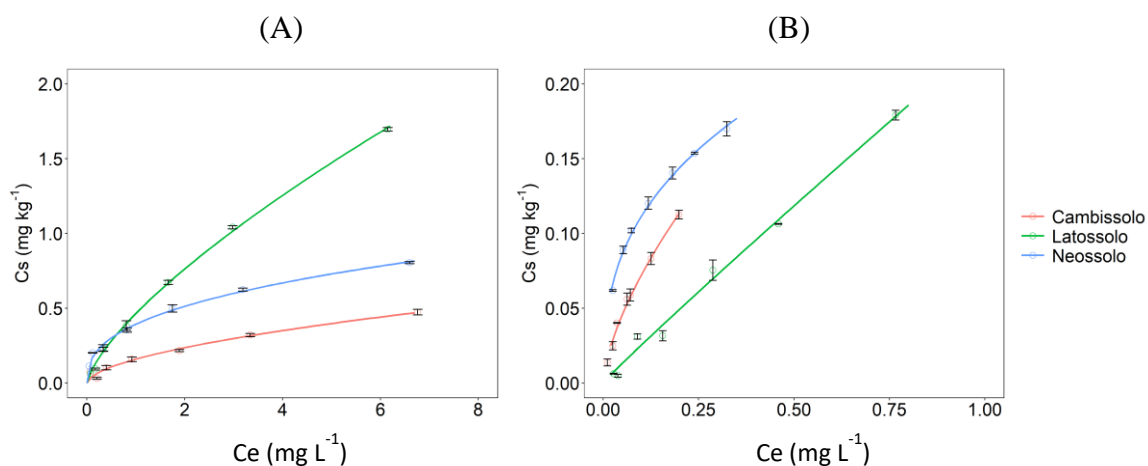 (A)
(B)
2.0
1.5
1.0
0.5
0.0
Cs (mg kg⁻¹)
0 2 4 6 8
Ce (mg L⁻¹)
0.20
0.15
0.10
0.05
0.00
Cs (mg kg⁻¹)
0.00 0.25 0.50 0.75 1.00
Ce (mg L⁻¹)
Cambissolo
Latossolo
Neossolo